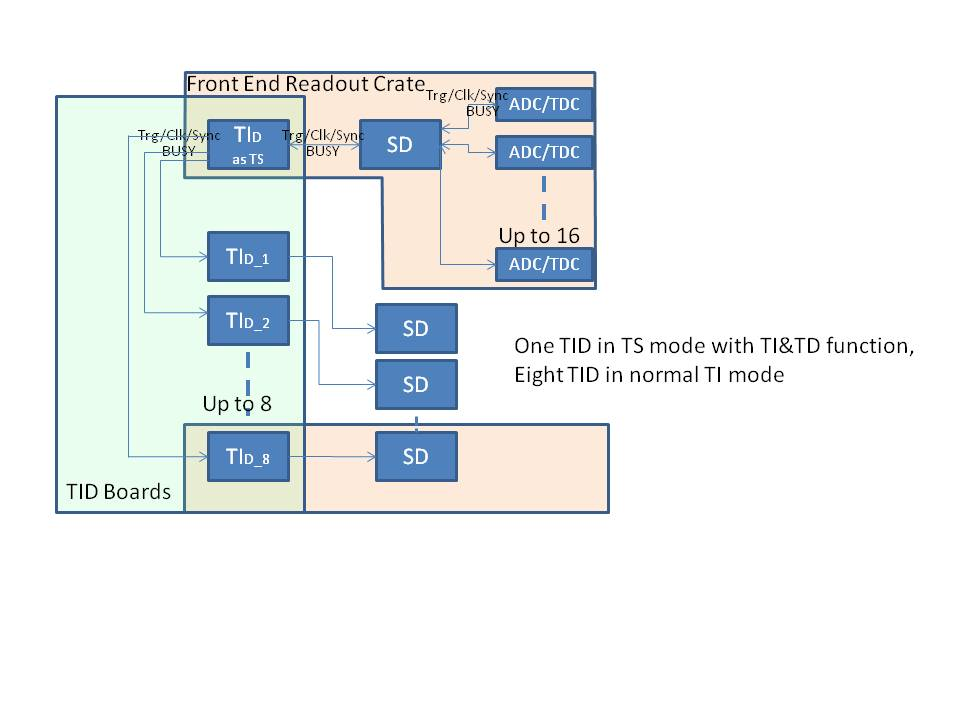 Front End Readout Crate
Trg/Clk/Sync
BUSY
ADC/TDC
Trg/Clk/Sync
BUSY
TID
as TS
Trg/Clk/Sync
BUSY
SD
ADC/TDC
Up to 16
ADC/TDC
TID_1
TID_2
SD
One TID in TS mode with TI&TD function,
Eight TID in normal TI mode
SD
Up to 8
TID_8
SD
TID Boards